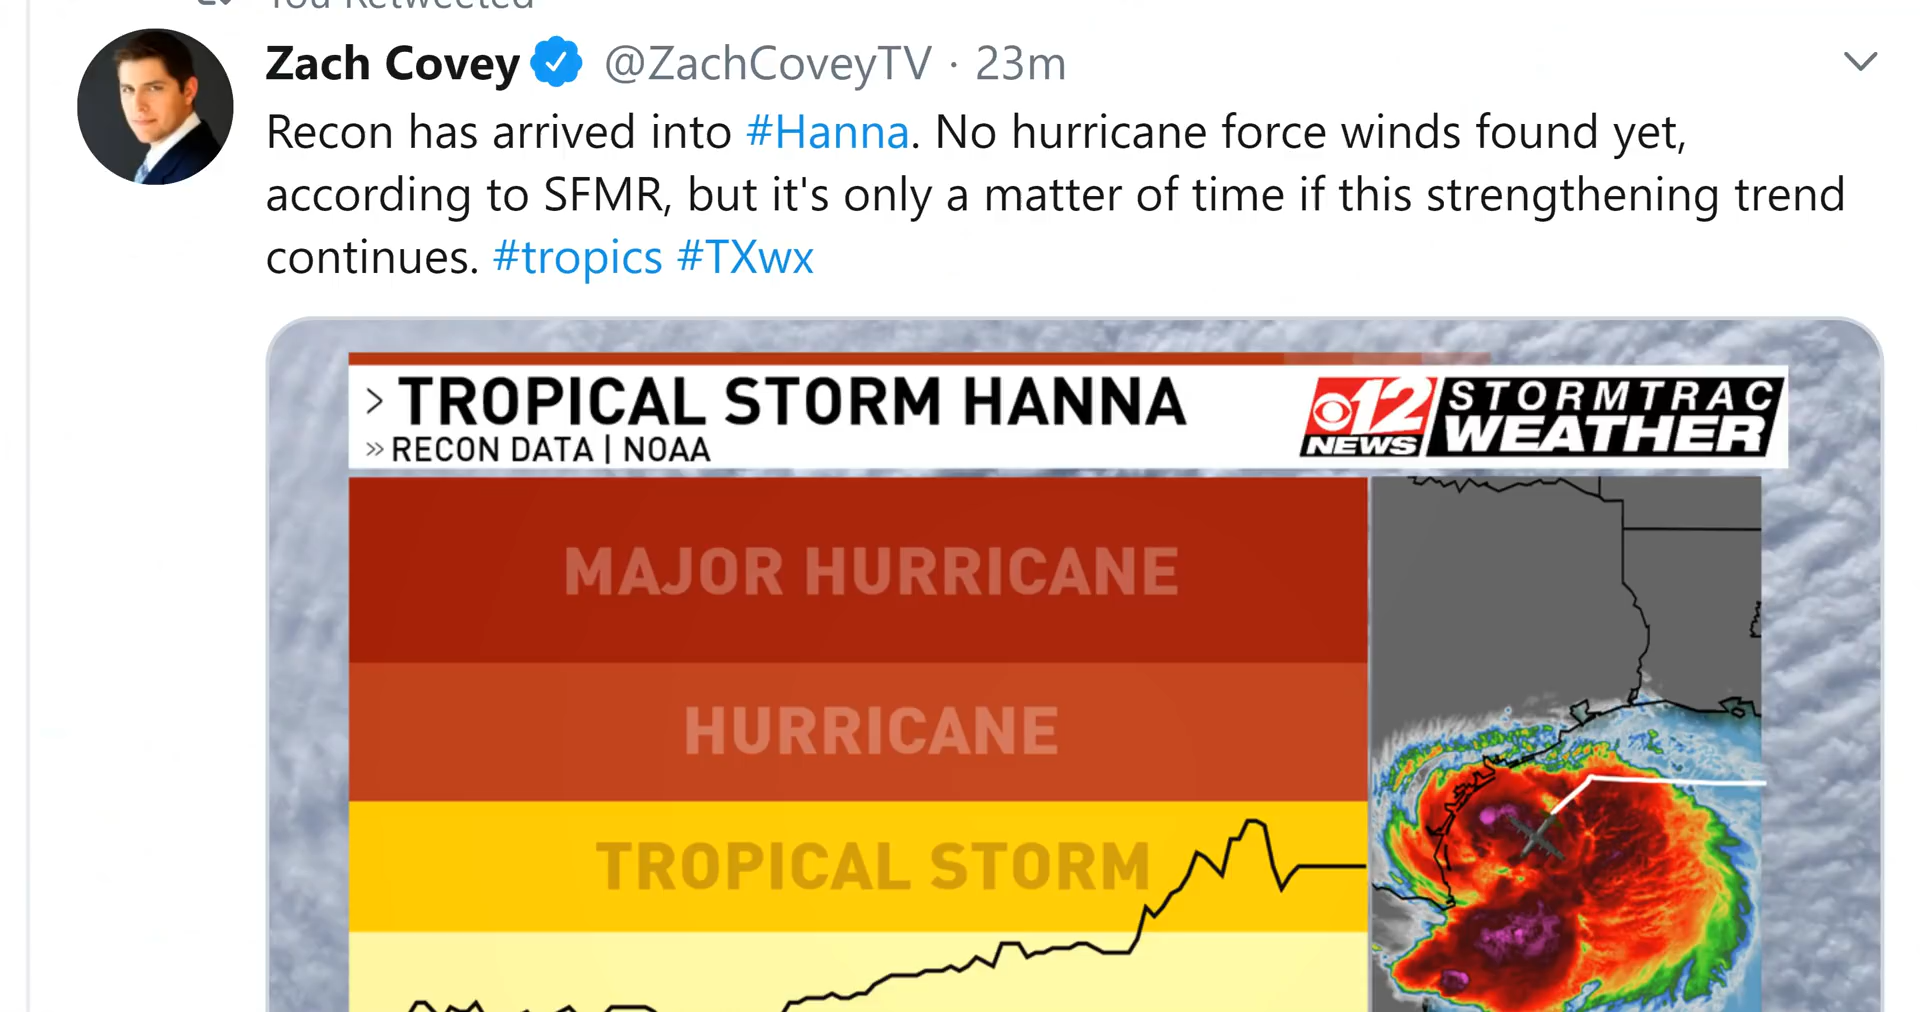 You Retweeted
Zach Covey @ZachCoveyTV · 23m
Recon has arrived into #Hanna. No hurricane force winds found yet,
according to SFMR, but it's only a matter of time if this strengthening trend
continues. #tropics #TXwx
> TROPICAL STORM HANNA
» RECON DATA | NOAA
12
NEWS
STORMTRAC
WEATHER
MAJOR HURRICANE
HURRICANE
TROPICAL STORM